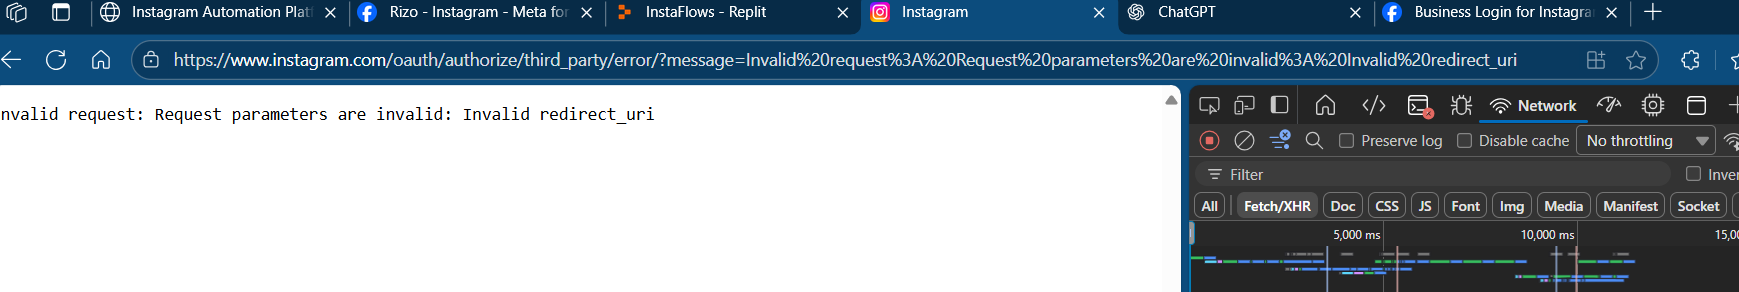 Instagram Automation Plat
Rizo - Instagram - Meta for
InstaFlows - Replit
Instagram
ChatGPT
Business Login for Instagra
https://www.instagram.com/oauth/authorize/third_party/error/?message=Invalid%20request%3A%20Request%20parameters%20are%20invalid%3A%20Invalid%20redirect_uri
nvalid request: Request parameters are invalid: Invalid redirect_uri
Network
Preserve log
Disable cache
No throttling
Filter
Inver
All
Fetch/XHR
Doc
CSS
JS
Font
Img
Media
Manifest
Socket
5,000 ms
10,000 ms
15,00